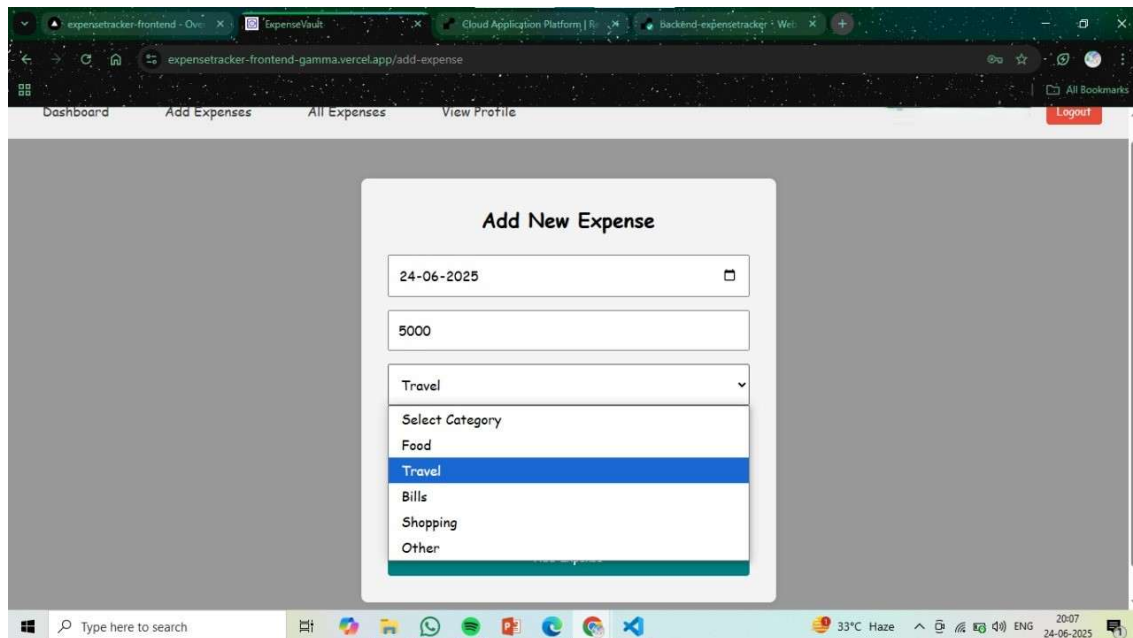 expensetracker-frontend - Ove
ExpenseVault
Cloud Application Platform | Re
Backend-expensetracker · Web
expensetracker-frontend-gamma.vercel.app/add-expense
All Bookmarks
Dashboard Add Expenses All Expenses View Profile Logout
Add New Expense
24-06-2025
5000
Travel
Select Category
Food
Travel
Bills
Shopping
Other
Type here to search
33°C Haze
ENG
20:07
24-06-2025